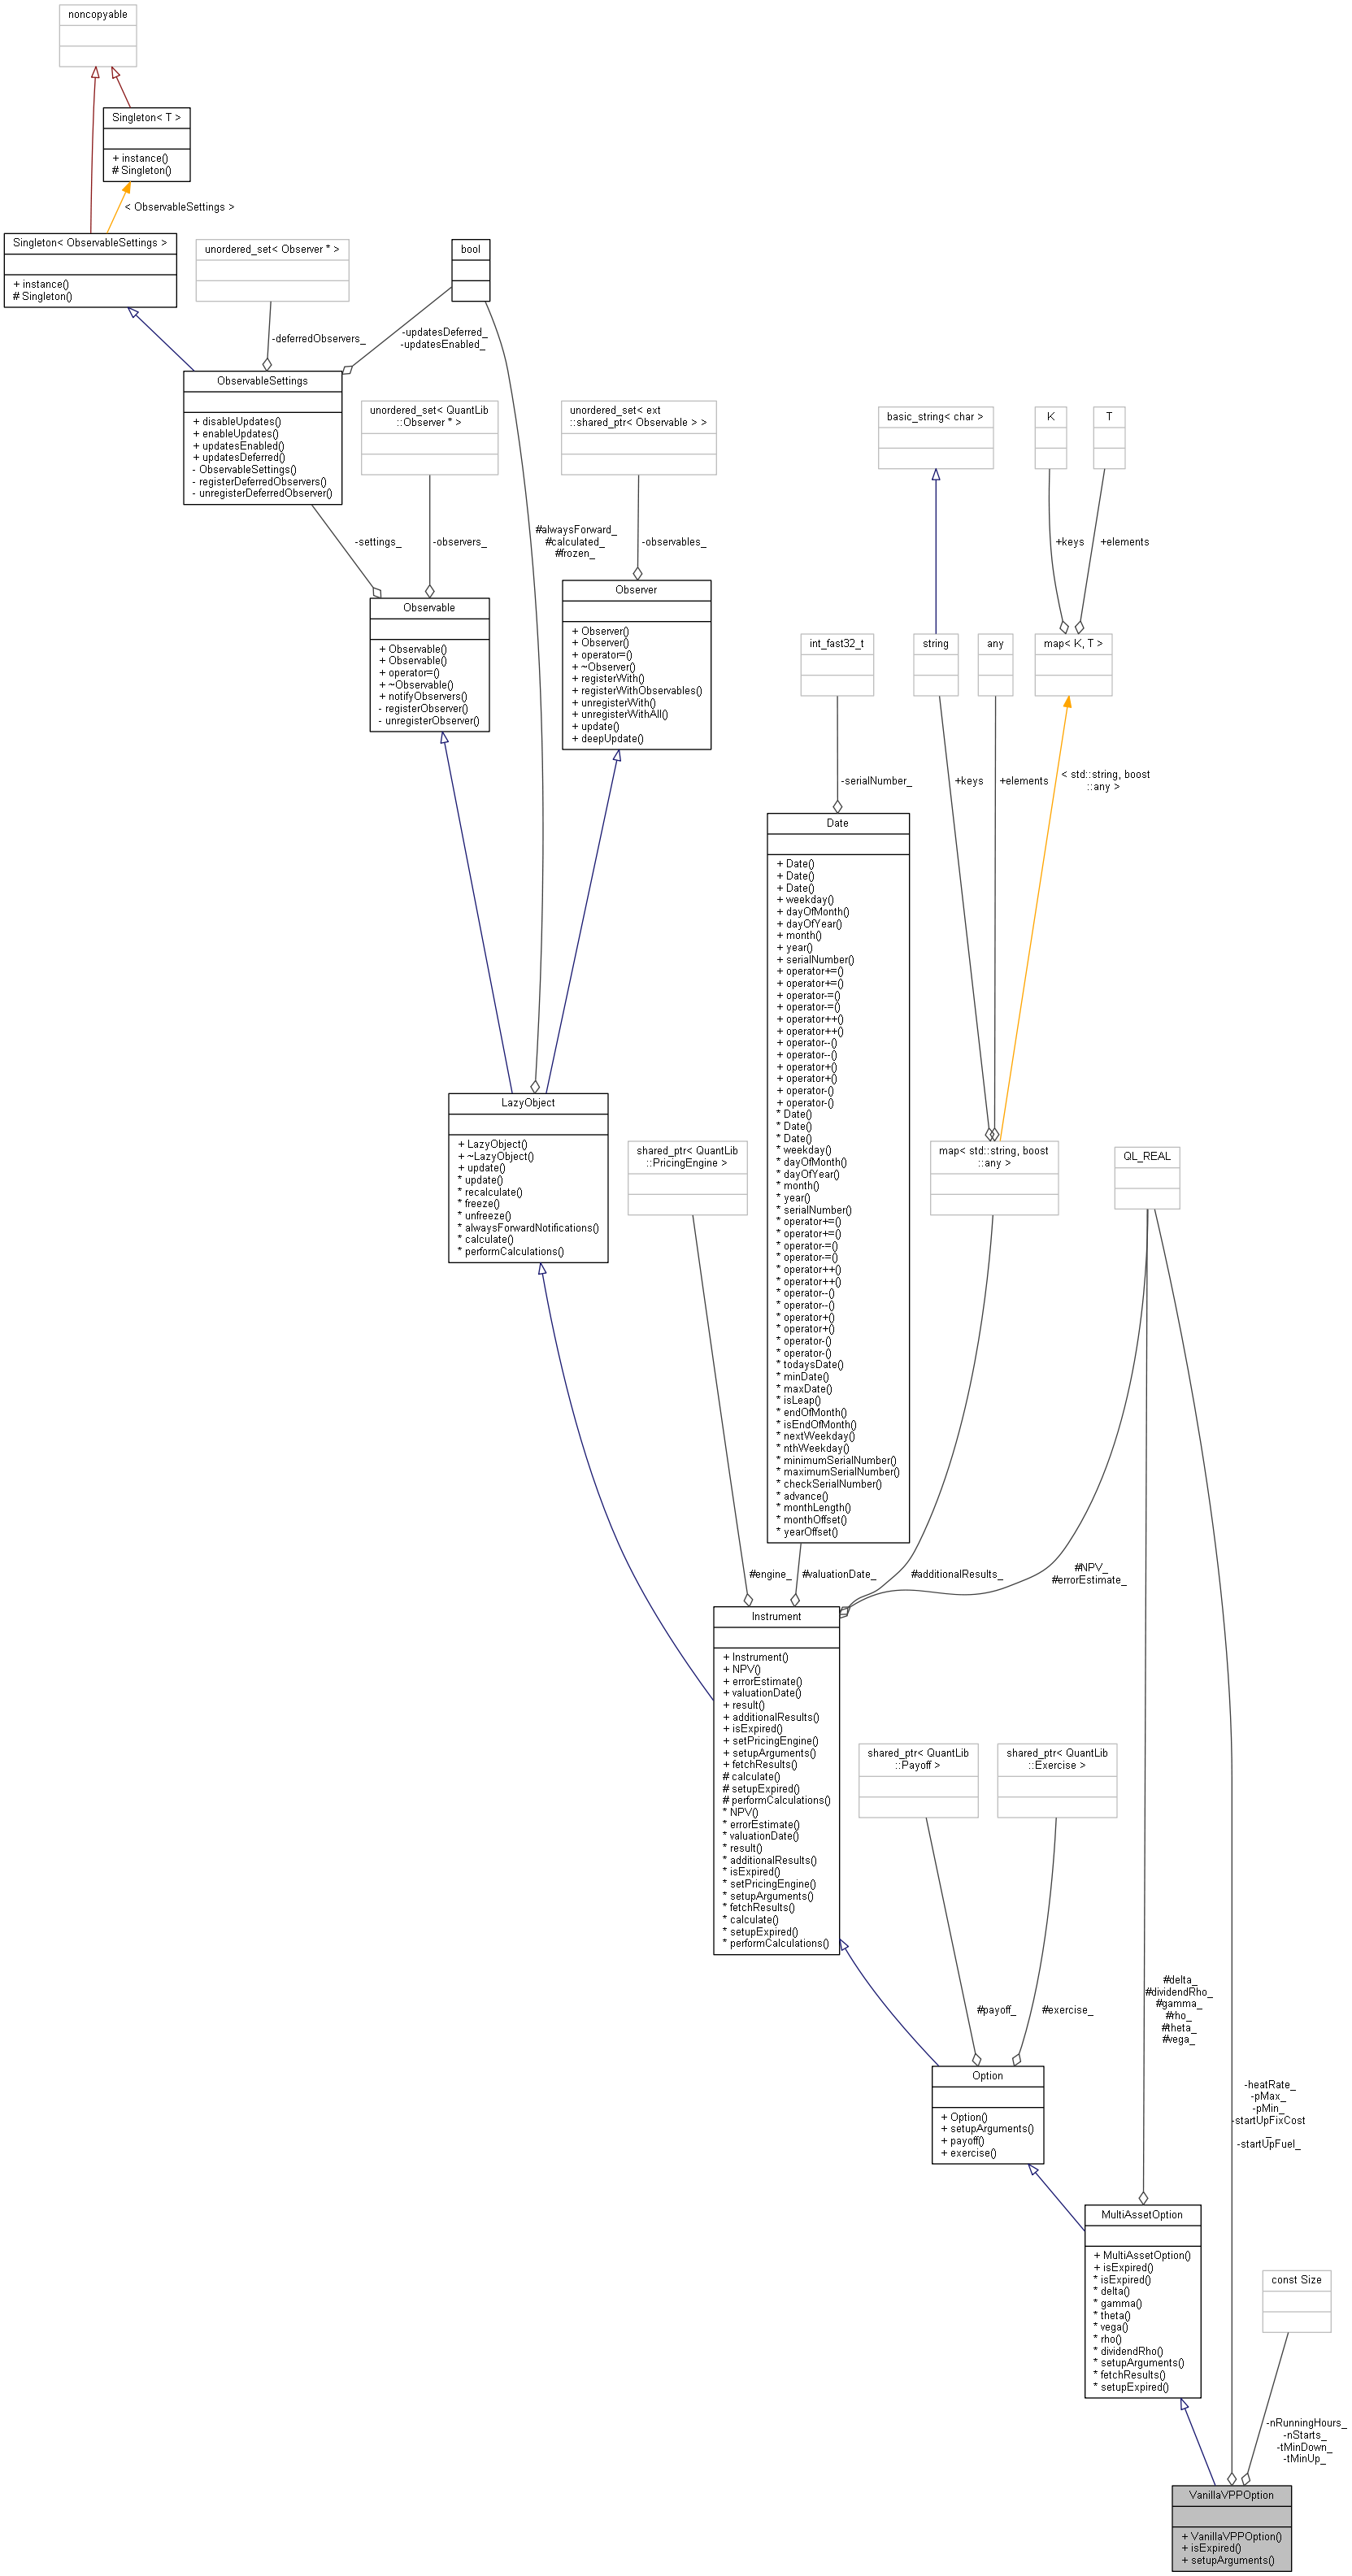 noncopyable
Singleton< T >
+ instance()
# Singleton()
< ObservableSettings >
Singleton< ObservableSettings >
+ instance()
# Singleton()
unordered_set< Observer * >
bool
-deferredObservers_
-updatesDeferred_
-updatesEnabled_
ObservableSettings
+ disableUpdates()
+ enableUpdates()
+ updatesEnabled()
+ updatesDeferred()
- ObservableSettings()
- registerDeferredObservers()
- unregisterDeferredObserver()
unordered_set< QuantLib
::Observer * >
unordered_set< ext
::shared_ptr< Observable > >
basic_string< char >
K
T
-settings_
-observers_
#alwaysForward_
#calculated_
#frozen_
-observables_
+keys
+elements
Observable
+ Observable()
+ Observable()
+ operator=()
+ ~Observable()
+ notifyObservers()
- registerObserver()
- unregisterObserver()
Observer
+ Observer()
+ Observer()
+ operator=()
+ ~Observer()
+ registerWith()
+ registerWithObservables()
+ unregisterWith()
+ unregisterWithAll()
+ update()
+ deepUpdate()
int_fast32_t
string
any
map< K, T >
-serialNumber_
+keys
+elements
< std::string, boost
::any >
Date
+ Date()
+ Date()
+ Date()
+ weekday()
+ dayOfMonth()
+ dayOfYear()
+ month()
+ year()
+ serialNumber()
+ operator+=()
+ operator+=()
+ operator-=()
+ operator-=()
+ operator++()
+ operator++()
+ operator--()
+ operator--()
+ operator+()
+ operator+()
+ operator-()
+ operator-()
* Date()
* Date()
* Date()
* weekday()
* dayOfMonth()
* dayOfYear()
* month()
* year()
* serialNumber()
* operator+=()
* operator+=()
* operator-=()
* operator-=()
* operator++()
* operator++()
* operator--()
* operator--()
* operator+()
* operator+()
* operator-()
* operator-()
* todaysDate()
* minDate()
* maxDate()
* isLeap()
* endOfMonth()
* isEndOfMonth()
* nextWeekday()
* nthWeekday()
* minimumSerialNumber()
* maximumSerialNumber()
* checkSerialNumber()
* advance()
* monthLength()
* monthOffset()
* yearOffset()
LazyObject
+ LazyObject()
+ ~LazyObject()
+ update()
* update()
* recalculate()
* freeze()
* unfreeze()
* alwaysForwardNotifications()
* calculate()
* performCalculations()
shared_ptr< QuantLib
::PricingEngine >
map< std::string, boost
::any >
QL_REAL
#engine_
#valuationDate_
#additionalResults_
#NPV_
#errorEstimate_
Instrument
+ Instrument()
+ NPV()
+ errorEstimate()
+ valuationDate()
+ result()
+ additionalResults()
+ isExpired()
+ setPricingEngine()
+ setupArguments()
+ fetchResults()
# calculate()
# setupExpired()
# performCalculations()
* NPV()
* errorEstimate()
* valuationDate()
* result()
* additionalResults()
* isExpired()
* setPricingEngine()
* setupArguments()
* fetchResults()
* calculate()
* setupExpired()
* performCalculations()
shared_ptr< QuantLib
::Payoff >
shared_ptr< QuantLib
::Exercise >
#payoff_
#exercise_
#delta_
#dividendRho_
#gamma_
#rho_
#theta_
#vega_
Option
+ Option()
+ setupArguments()
+ payoff()
+ exercise()
-heatRate_
-pMax_
-pMin_
-startUpFixCost
_
-startUpFuel_
MultiAssetOption
+ MultiAssetOption()
+ isExpired()
* isExpired()
* delta()
* gamma()
* theta()
* vega()
* rho()
* dividendRho()
* setupArguments()
* fetchResults()
* setupExpired()
const Size
-nRunningHours_
-nStarts_
-tMinDown_
-tMinUp_
VanillaVPPOption
+ VanillaVPPOption()
+ isExpired()
+ setupArguments()